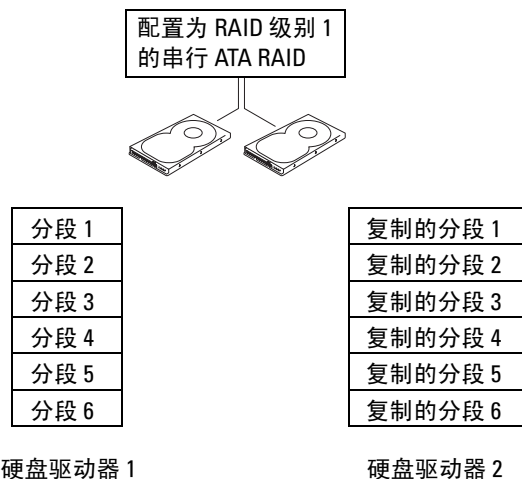 配置为 RAID 级别 1
的串行 ATA RAID
分段 1
分段 2
分段 3
分段 4
分段 5
分段 6
硬盘驱动器 1
复制的分段 1
复制的分段 2
复制的分段 3
复制的分段 4
复制的分段 5
复制的分段 6
硬盘驱动器 2